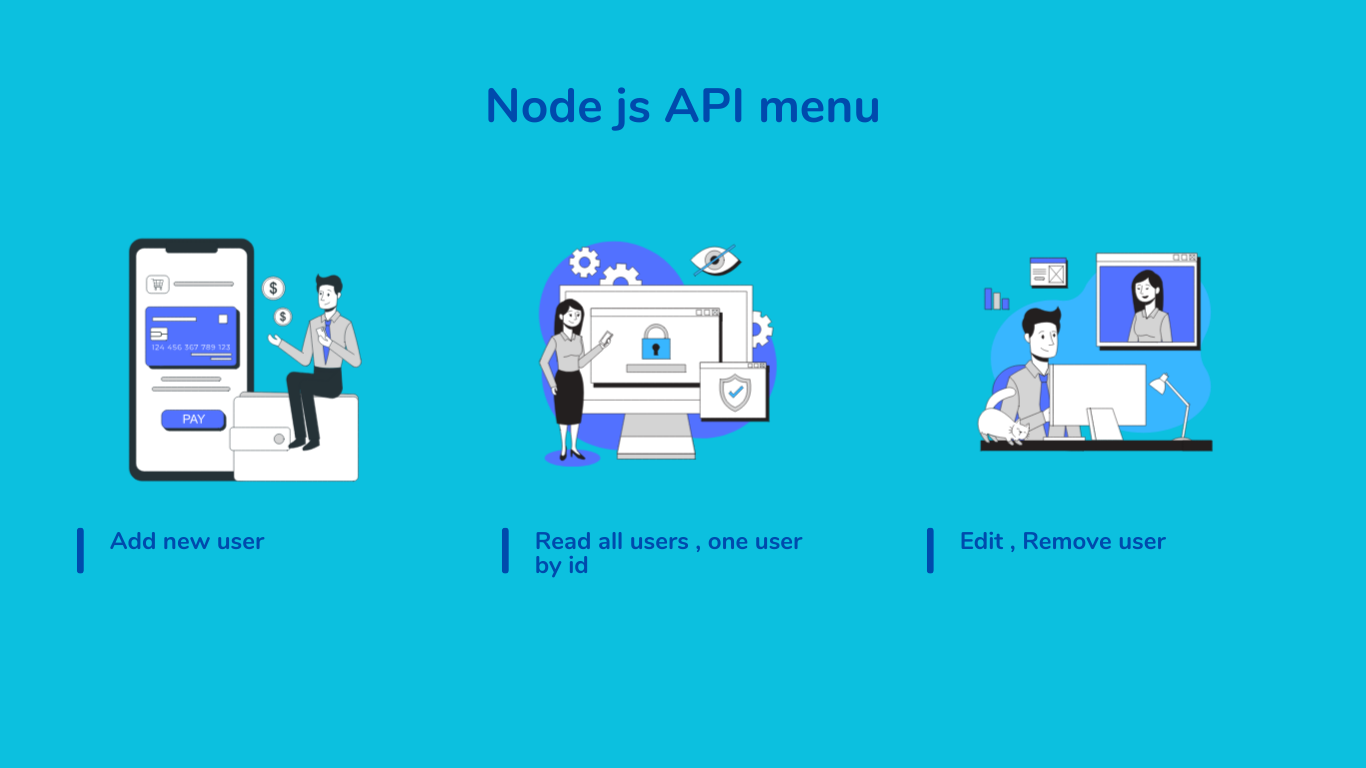 Node js API menu
$
$
124 456 367 789 123
PAY
Add new user
Read all users , one user
by id
Edit , Remove user